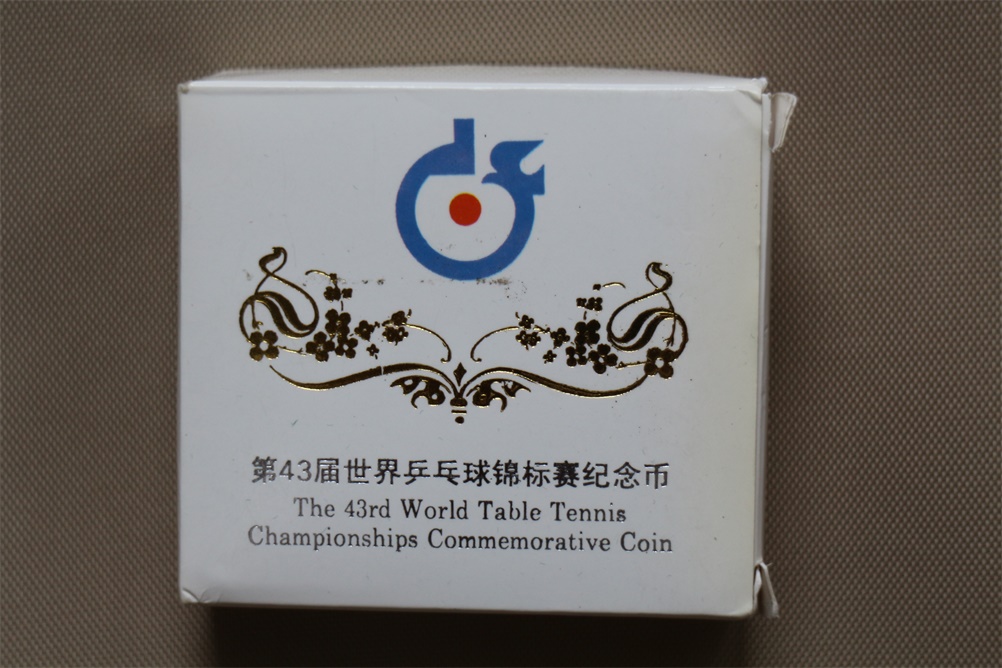 第43届世界乒乓球锦标赛纪念币
The 43rd World Table Tennis
Championships Commemorative Coin